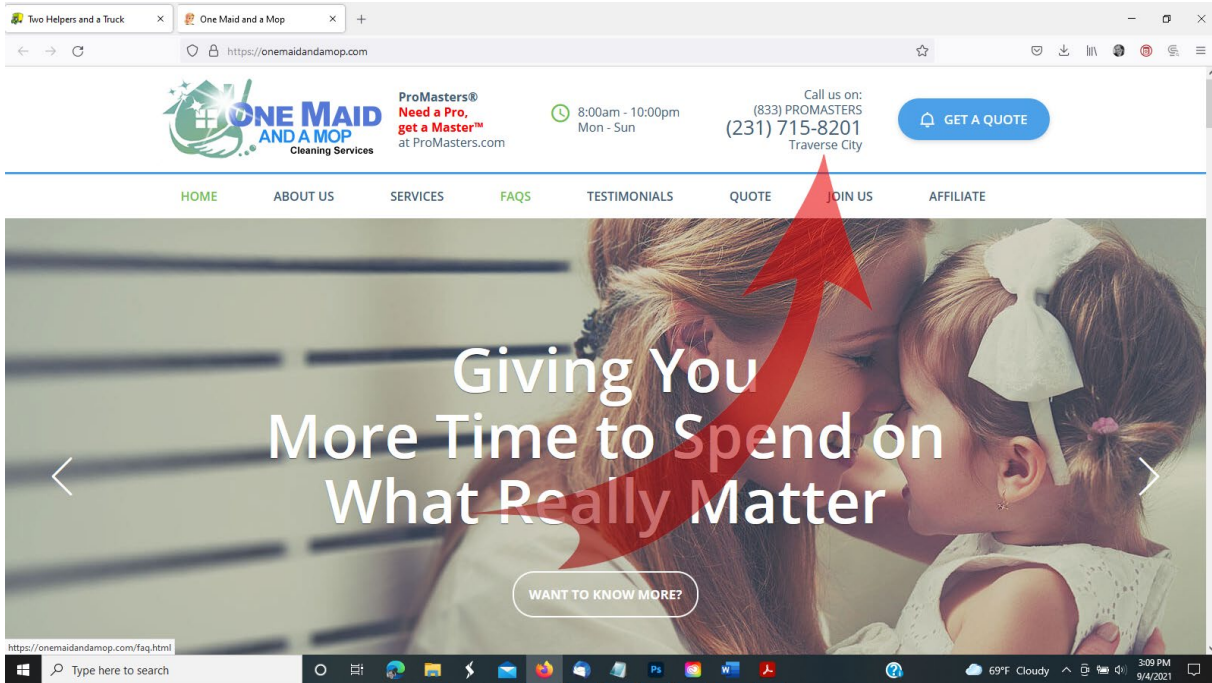 Two Helpers and a Truck
One Maid and a Mop
https://onemaidandamop.com
ONE MAID
AND A MOP
Cleaning Services
ProMasters®
Need a Pro,
get a Master™
at ProMasters.com
8:00am - 10:00pm
Mon - Sun
Call us on:
(833) PROMASTERS
(231) 715-8201
Traverse City
GET A QUOTE
HOME
ABOUT US
SERVICES
FAQS
TESTIMONIALS
QUOTE
JOIN US
AFFILIATE
Giving You
More Time to Spend on
What Really Matter
WANT TO KNOW MORE?
https://onemaidandamop.com/faq.html
Type here to search
Ps
69°F Cloudy
3:09 PM
9/4/2021